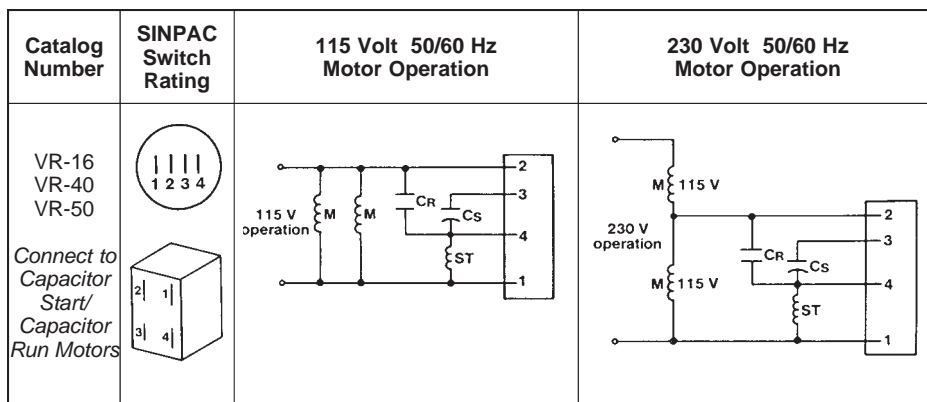 Catalog
Number
SINPAC
Switch
Rating
115 Volt 50/60 Hz
Motor Operation
230 Volt 50/60 Hz
Motor Operation
VR-16
VR-40
VR-50
Connect to
Capacitor
Start/
Capacitor
Run Motors
1 2 3 4
2 1
3 4
115 V
operation
M
M
CR
CS
ST
2
3
4
1
230 V
operation
M 115 V
M 115 V
CR
CS
ST
2
3
4
1